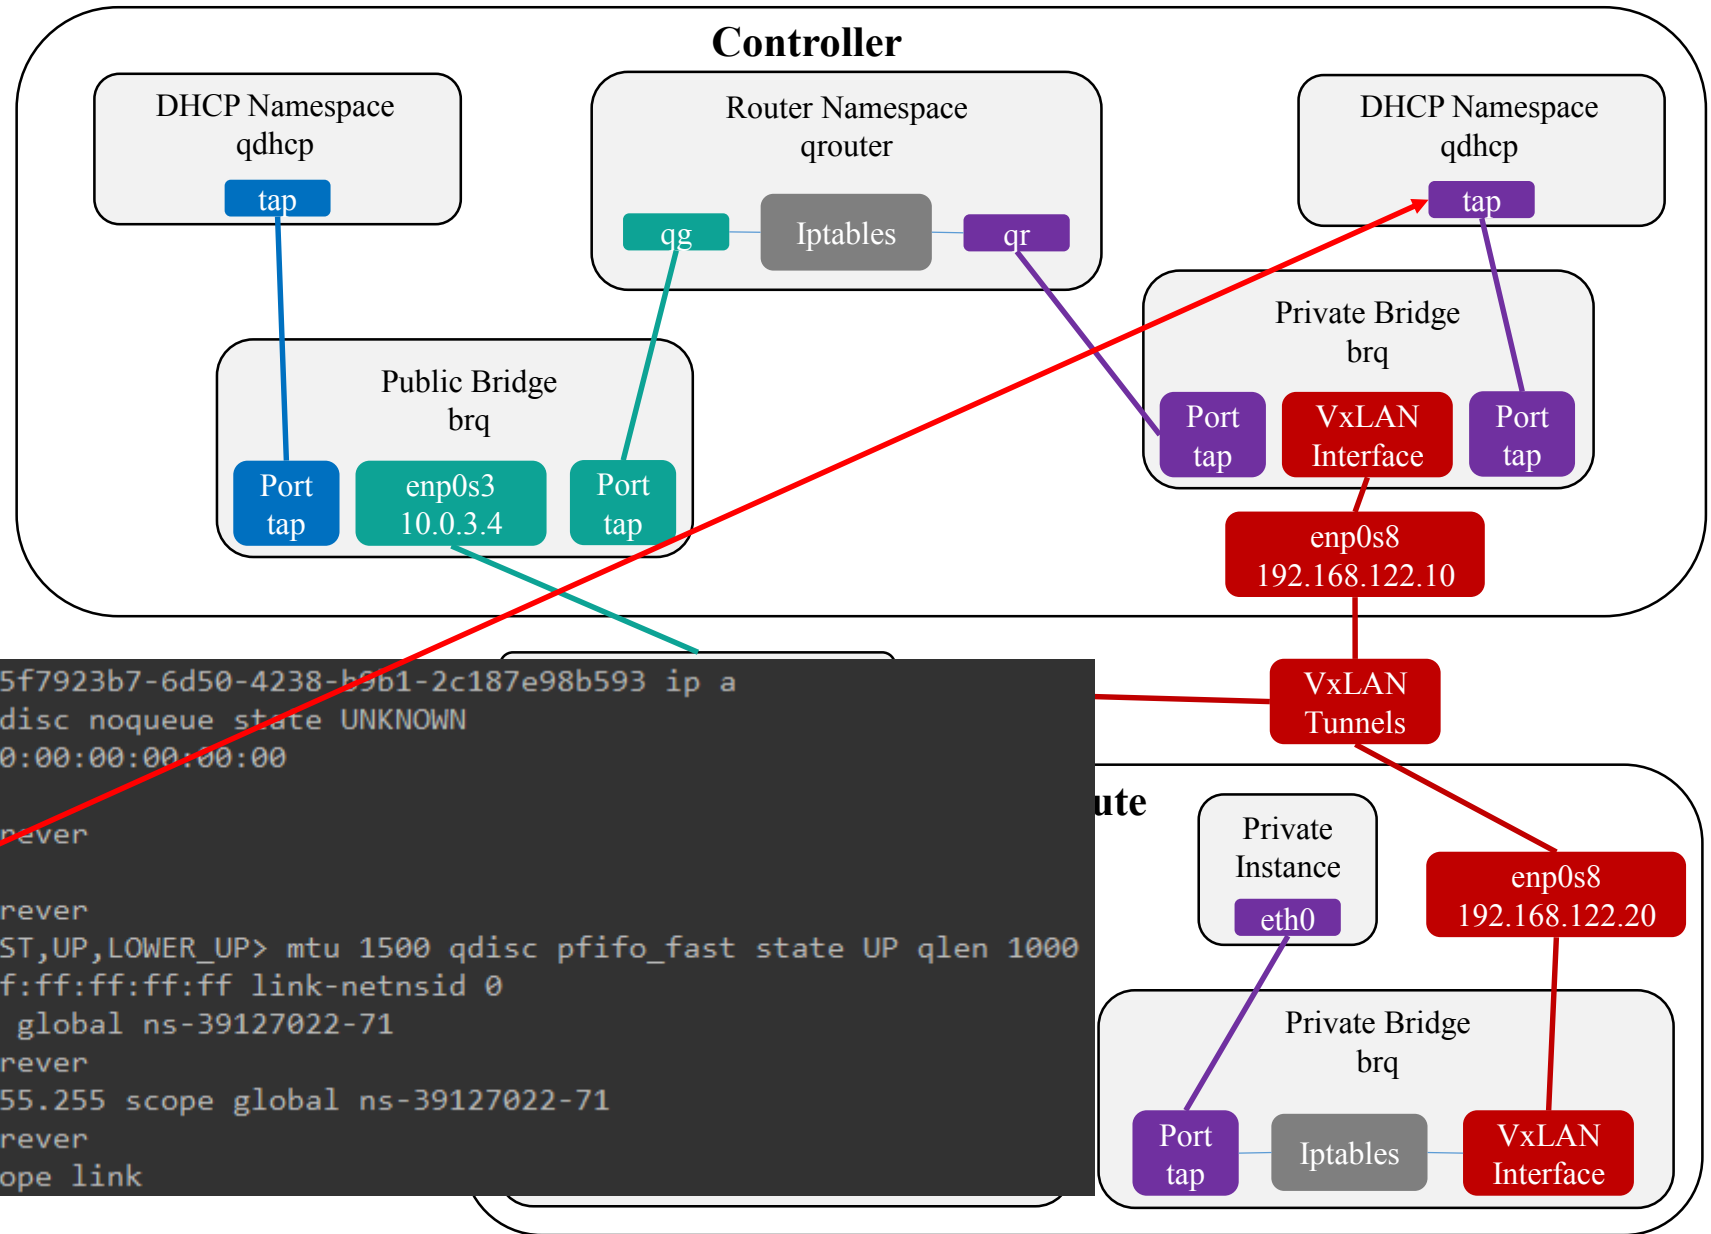 Controller
DHCP Namespace
qdhcp
tap
Router Namespace
qrouter
qg
Iptables
qr
DHCP Namespace
qdhcp
tap
Public Bridge
brq
Port
tap
enp0s3
10.0.3.4
Port
tap
Private Bridge
brq
Port
tap
VxLAN
Interface
Port
tap
enp0s8
192.168.122.10
VxLAN
Tunnels
5f7923b7-6d50-4238-b9b1-2c187e98b593 ip a
disc noqueue state UNKNOWN
0:00:00:00:00:00
rever
rever
ST,UP,LOWER_UP> mtu 1500 qdisc pfifo_fast state UP qlen 1000
f:ff:ff:ff:ff link-netnsid 0
global ns-39127022-71
rever
55.255 scope global ns-39127022-71
rever
ope link
ute
Private
Instance
eth0
enp0s8
192.168.122.20
Private Bridge
brq
Port
tap
Iptables
VxLAN
Interface